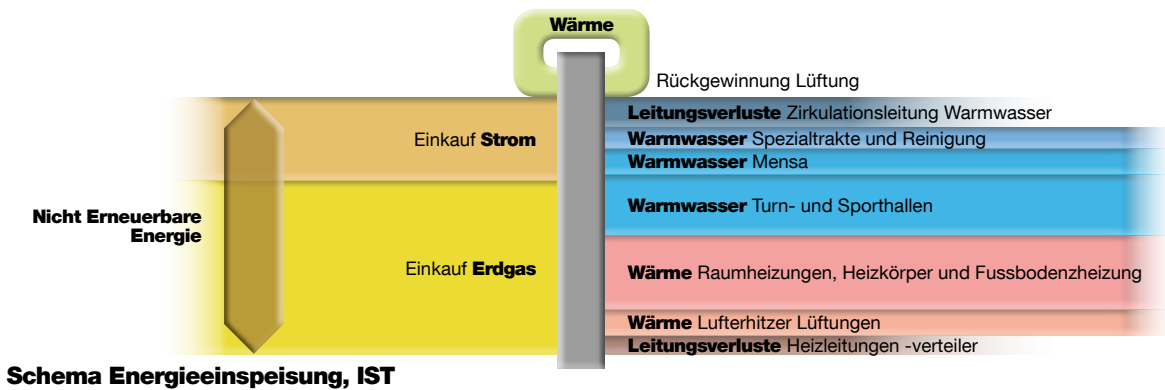 Wärme
Rückgewinnung Lüftung
Leitungsverluste Zirkulationsleitung Warmwasser
Einkauf Strom
Warmwasser Spezialtrakte und Reinigung
Warmwasser Mensa
Warmwasser Turn- und Sporthallen
Nicht Erneuerbare
Energie
Einkauf Erdgas
Wärme Raumheizungen, Heizkörper und Fussbodenzheizung
Wärme Lufterhitzer Lüftungen
Leitungsverluste Heizleitungen -verteiler
Schema Energieeinspeisung, IST